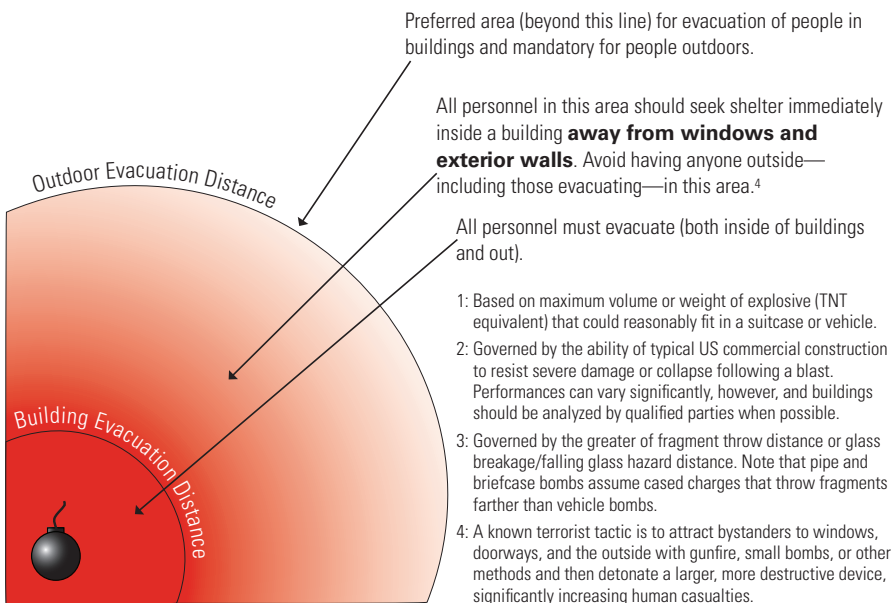 Preferred area (beyond this line) for evacuation of people in
buildings and mandatory for people outdoors.
All personnel in this area should seek shelter immediately
inside a building away from windows and
exterior walls. Avoid having anyone outside—
including those evacuating—in this area.⁴
Outdoor Evacuation Distance
All personnel must evacuate (both inside of buildings
and out).
Building Evacuation Distance
1: Based on maximum volume or weight of explosive (TNT
equivalent) that could reasonably fit in a suitcase or vehicle.
2: Governed by the ability of typical US commercial construction
to resist severe damage or collapse following a blast.
Performances can vary significantly, however, and buildings
should be analyzed by qualified parties when possible.
3: Governed by the greater of fragment throw distance or glass
breakage/falling glass hazard distance. Note that pipe and
briefcase bombs assume cased charges that throw fragments
farther than vehicle bombs.
4: A known terrorist tactic is to attract bystanders to windows,
doorways, and the outside with gunfire, small bombs, or other
methods and then detonate a larger, more destructive device,
significantly increasing human casualties.